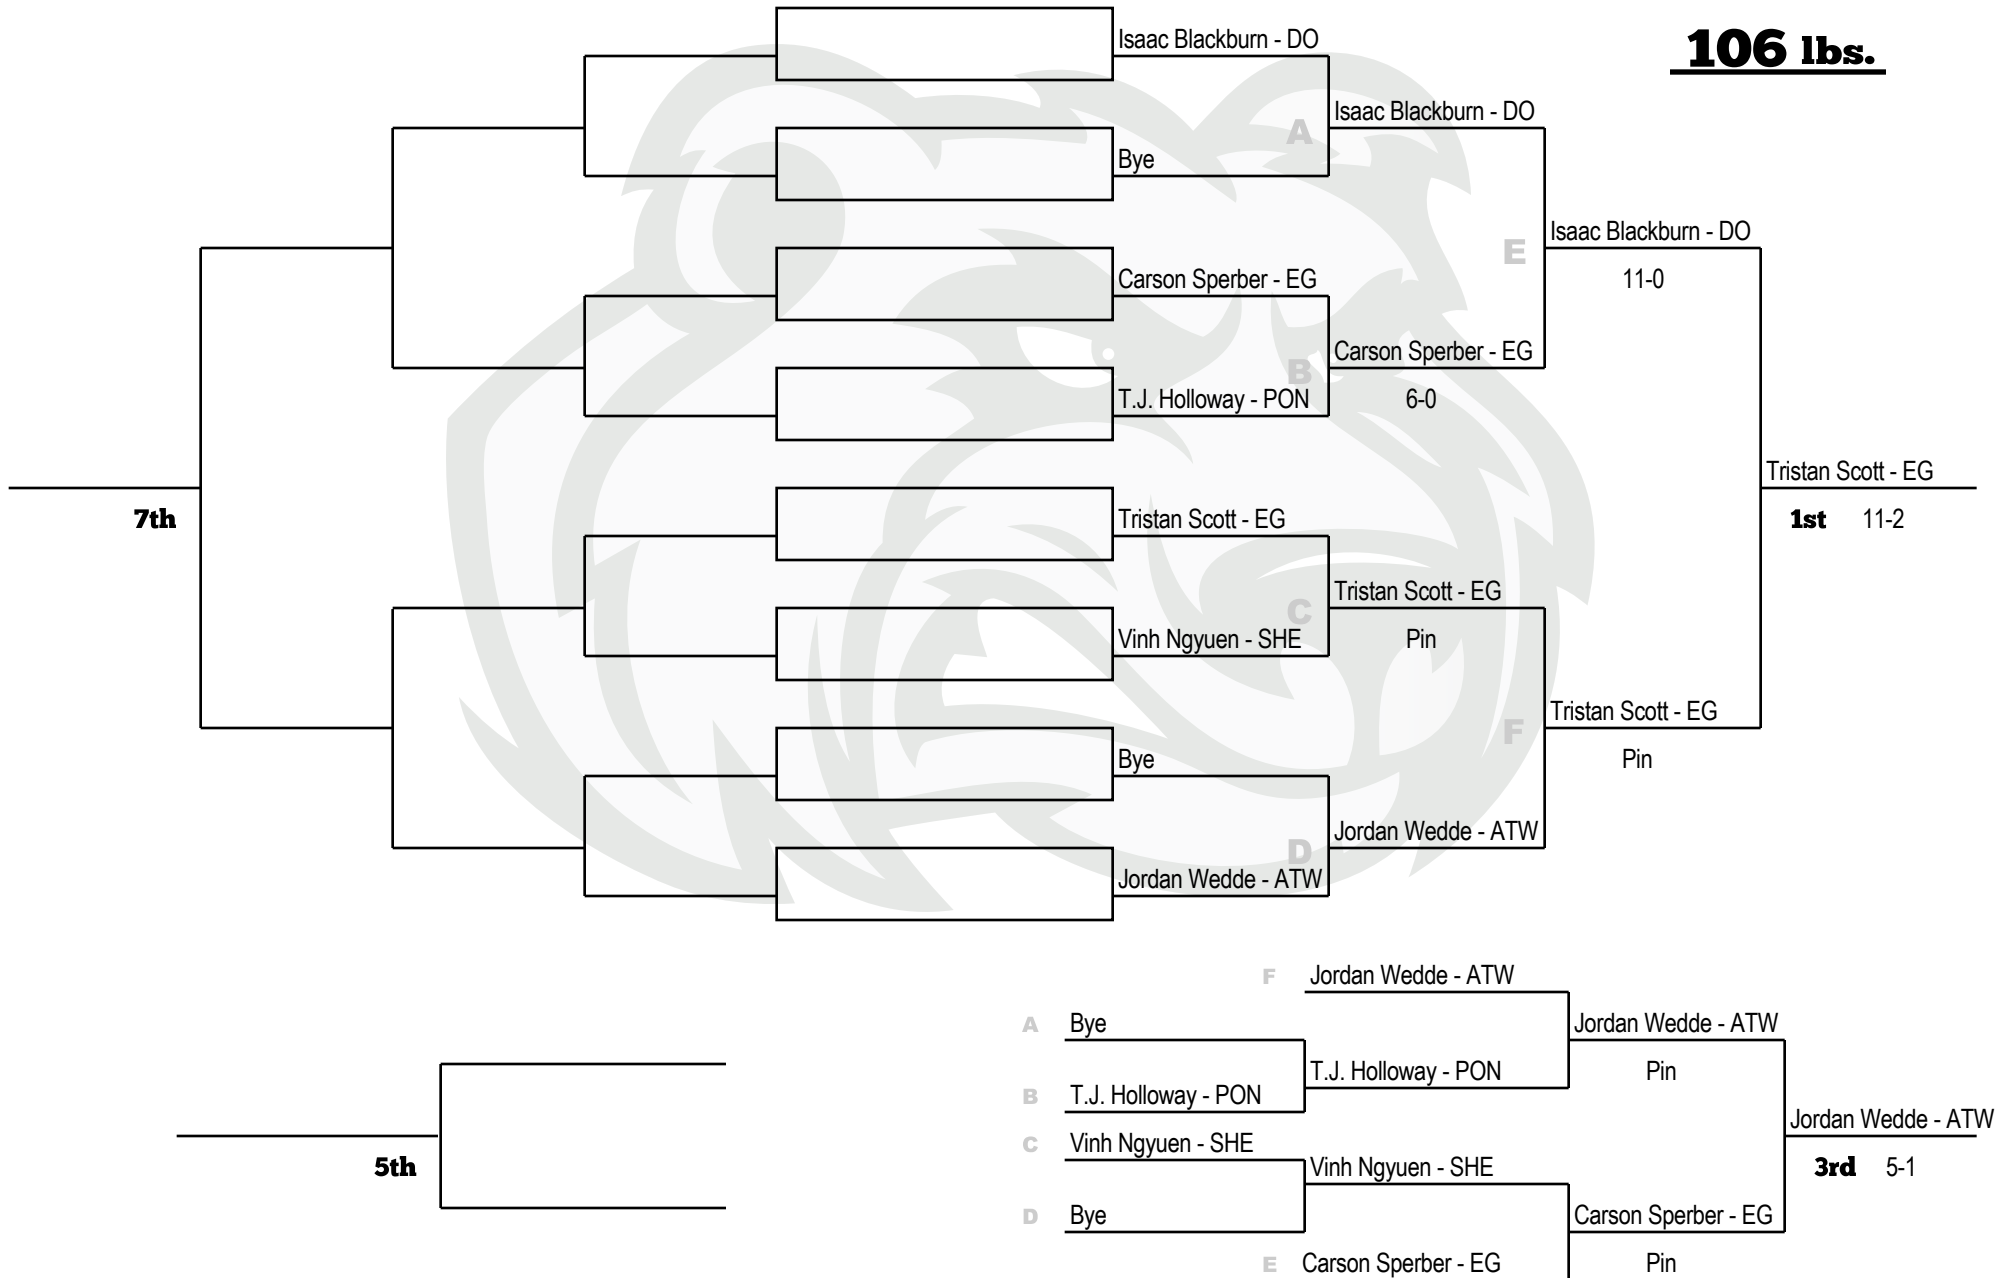 106 lbs.
Isaac Blackburn - DO
A
Isaac Blackburn - DO
Bye
E
Isaac Blackburn - DO
11-0
Carson Sperber - EG
B
Carson Sperber - EG
6-0
T.J. Holloway - PON
Tristan Scott - EG
1st 11-2
7th
Tristan Scott - EG
C
Tristan Scott - EG
Pin
Vinh Ngyuen - SHE
F
Tristan Scott - EG
Pin
Bye
D
Jordan Wedde - ATW
Jordan Wedde - ATW
F Jordan Wedde - ATW
A Bye
Jordan Wedde - ATW
Pin
T.J. Holloway - PON
B T.J. Holloway - PON
Jordan Wedde - ATW
3rd 5-1
C Vinh Ngyuen - SHE
Vinh Ngyuen - SHE
5th
D Bye
Carson Sperber - EG
Pin
E Carson Sperber - EG